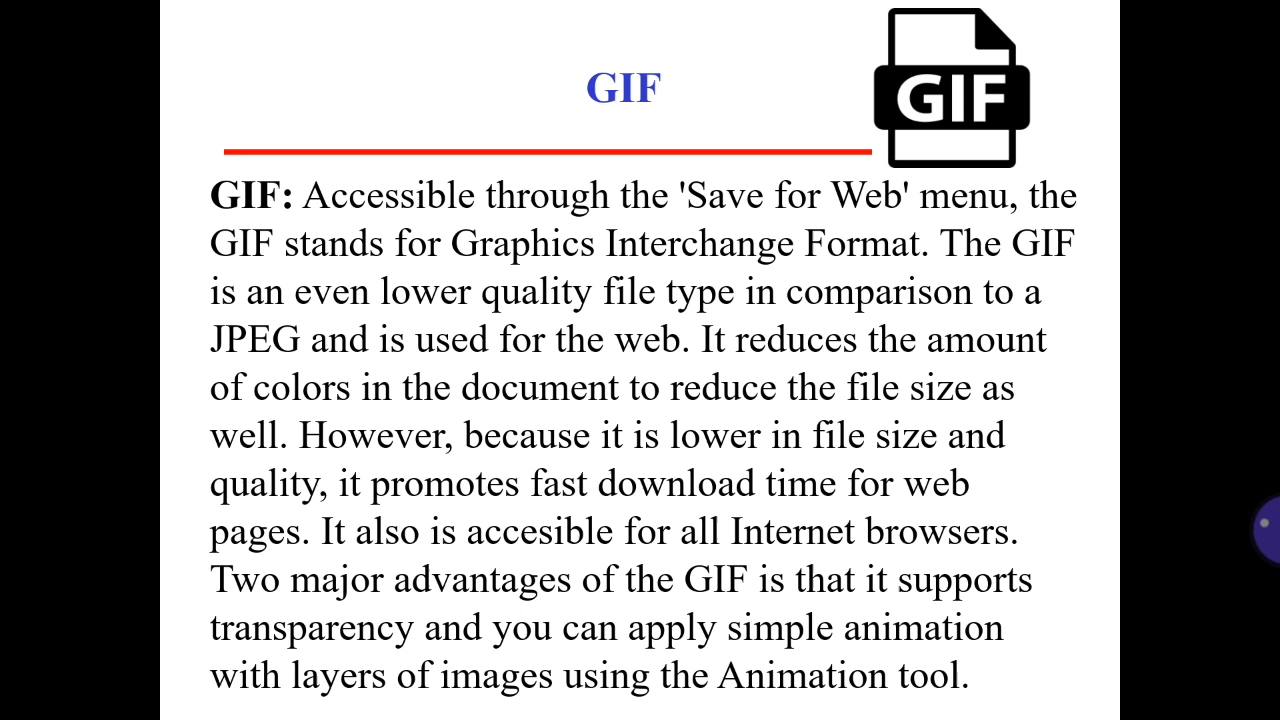 GIF
GIF
GIF: Accessible through the 'Save for Web' menu, the
GIF stands for Graphics Interchange Format. The GIF
is an even lower quality file type in comparison to a
JPEG and is used for the web. It reduces the amount
of colors in the document to reduce the file size as
well. However, because it is lower in file size and
quality, it promotes fast download time for web
pages. It also is accesible for all Internet browsers.
Two major advantages of the GIF is that it supports
transparency and you can apply simple animation
with layers of images using the Animation tool.